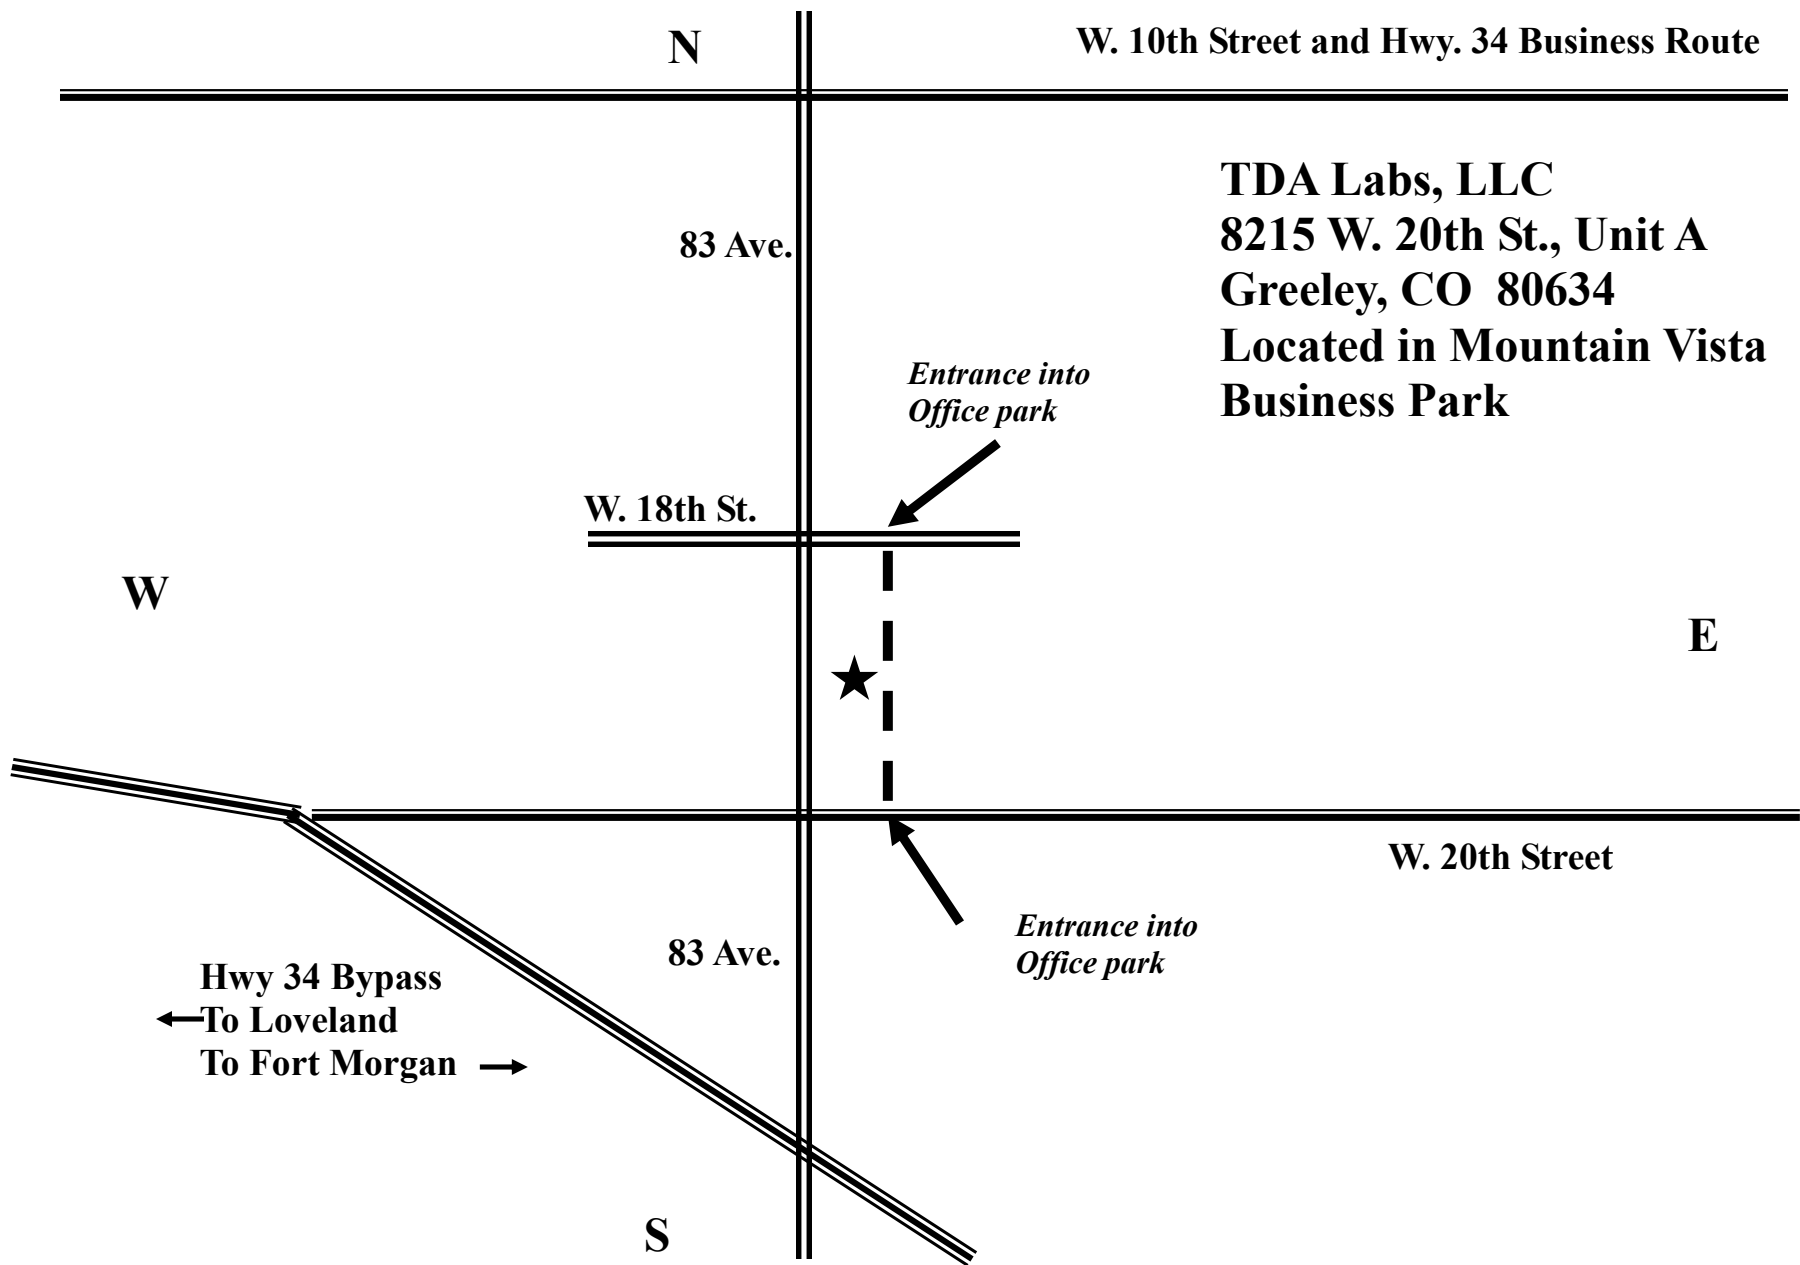 N
W. 10th Street and Hwy. 34 Business Route
TDA Labs, LLC
8215 W. 20th St., Unit A
Greeley, CO  80634
Located in Mountain Vista
Business Park
83 Ave.
Entrance into
Office park
W. 18th St.
W
E
W. 20th Street
Entrance into
Office park
83 Ave.
Hwy 34 Bypass
To Loveland
To Fort Morgan
S